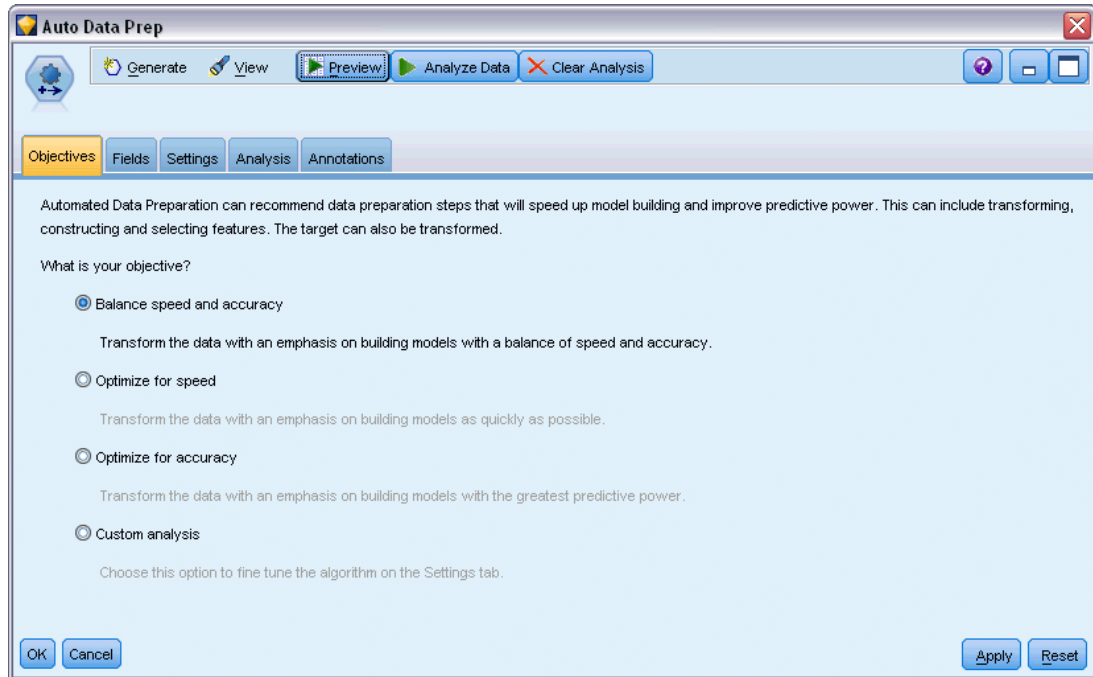 Auto Data Prep
Generate View Preview Analyze Data Clear Analysis
Objectives Fields Settings Analysis Annotations
Automated Data Preparation can recommend data preparation steps that will speed up model building and improve predictive power. This can include transforming,
constructing and selecting features. The target can also be transformed.
What is your objective?
Balance speed and accuracy
Transform the data with an emphasis on building models with a balance of speed and accuracy.
Optimize for speed
Transform the data with an emphasis on building models as quickly as possible.
Optimize for accuracy
Transform the data with an emphasis on building models with the greatest predictive power.
Custom analysis
Choose this option to fine tune the algorithm on the Settings tab.
OK Cancel Apply Reset